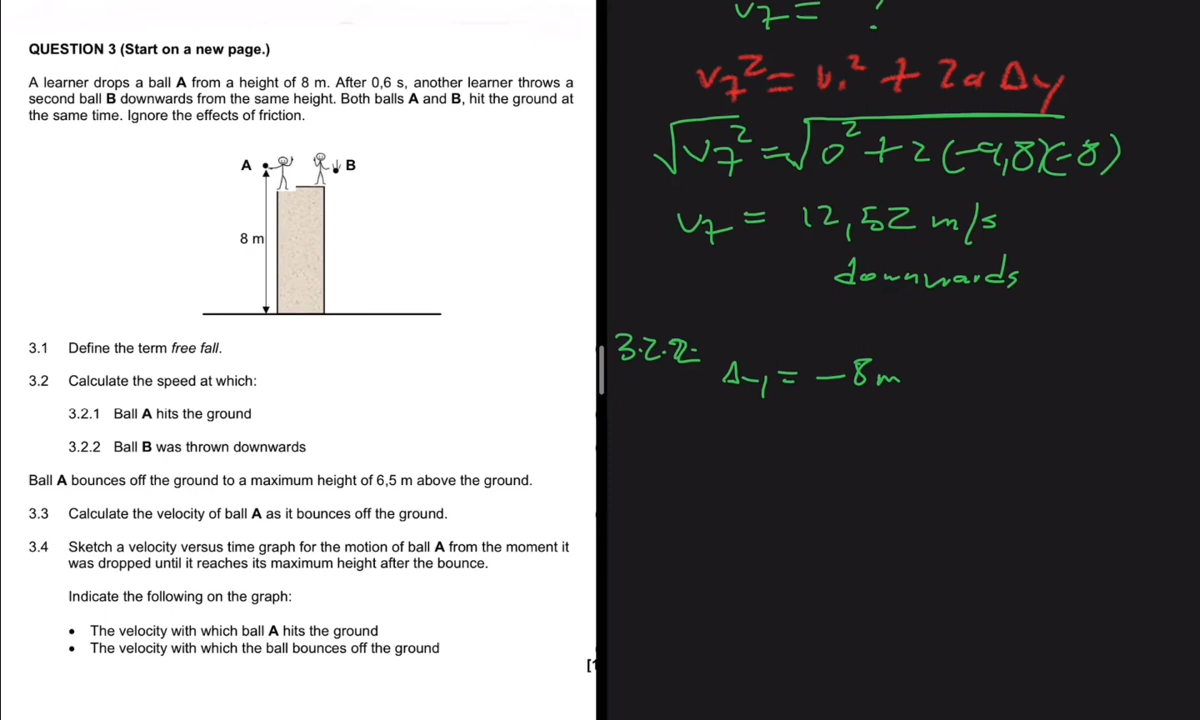 QUESTION 3 (Start on a new page.)
A learner drops a ball A from a height of 8 m. After 0,6 s, another learner throws a
second ball B downwards from the same height. Both balls A and B, hit the ground at
the same time. Ignore the effects of friction.
A
B
8 m
3.1 Define the term free fall.
3.2 Calculate the speed at which:
3.2.1 Ball A hits the ground
3.2.2 Ball B was thrown downwards
Ball A bounces off the ground to a maximum height of 6,5 m above the ground.
3.3 Calculate the velocity of ball A as it bounces off the ground.
3.4 Sketch a velocity versus time graph for the motion of ball A from the moment it
was dropped until it reaches its maximum height after the bounce.
Indicate the following on the graph:
• The velocity with which ball A hits the ground
• The velocity with which the ball bounces off the ground
vf = ?
vf² = vi² + 2a Δy
√vf² = √0² + 2(-9,8)(-8)
vf = 12,52 m/s
downwards
3.2.2
Δy = -8m